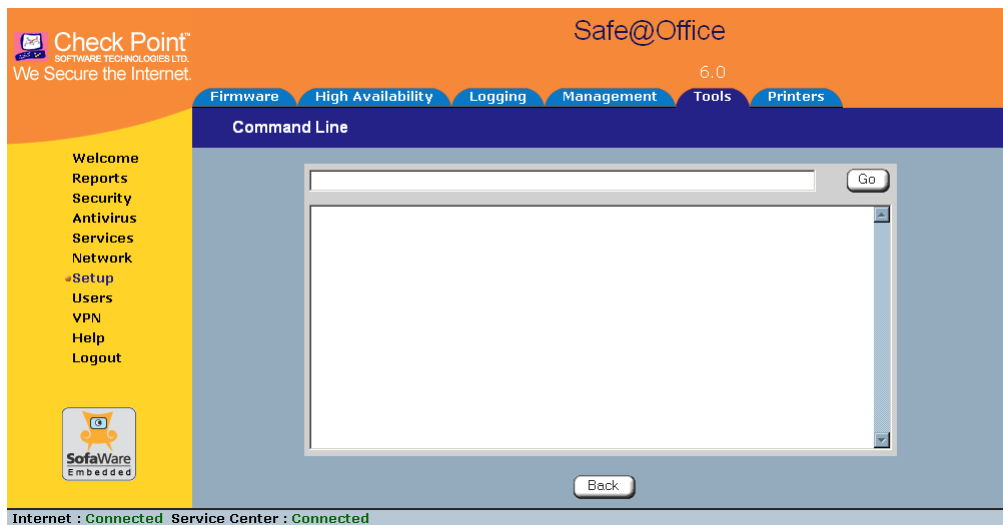 Check Point™
SOFTWARE TECHNOLOGIES LTD.
We Secure the Internet.
Safe@Office
6.0
Firmware High Availability Logging Management Tools Printers
Command Line
Welcome
Reports
Security
Antivirus
Services
Network
Setup
Users
VPN
Help
Logout
Go
SofaWare
Embedded
Back
Internet : Connected Service Center : Connected